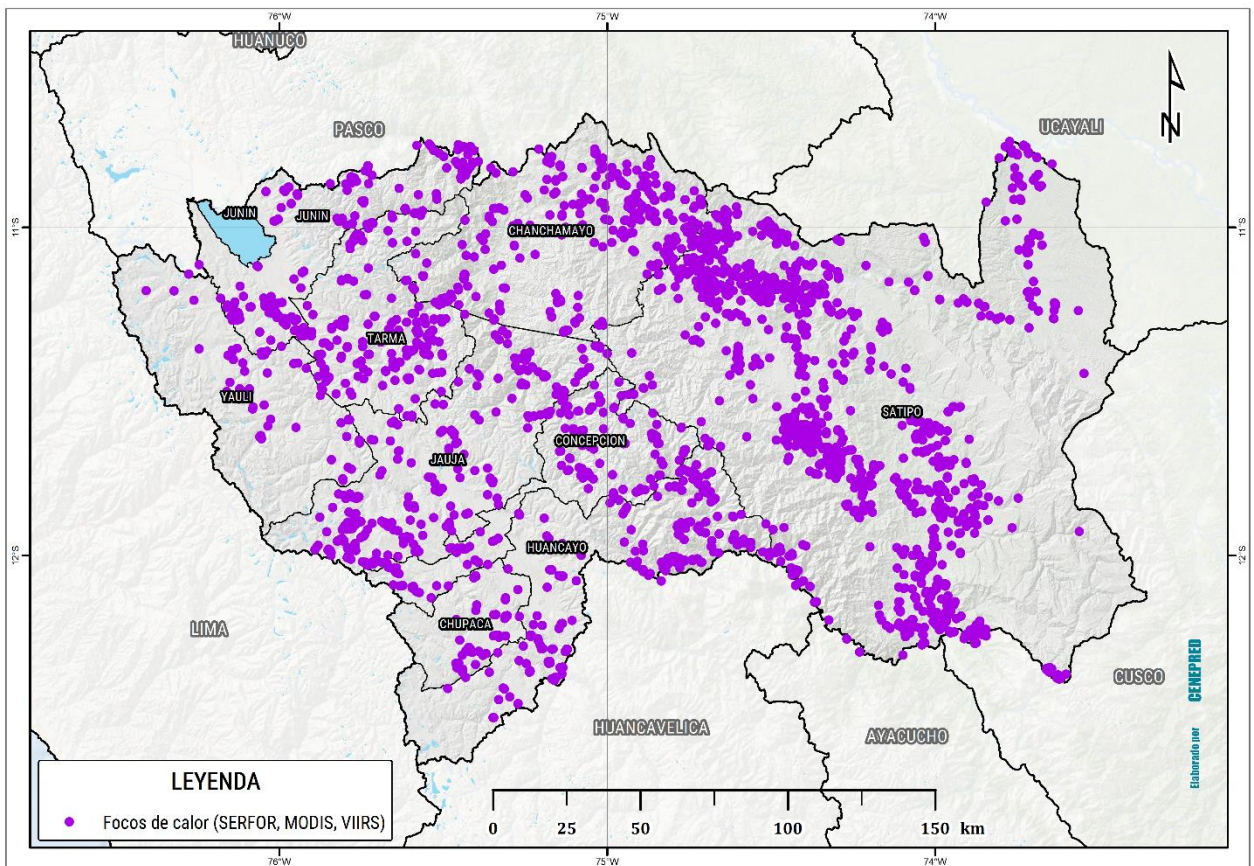 76°W
75°W
74°W
HUANUCO
PASCO
UCAYALI
N
JUNIN
JUNIN
CHANCHAMAYO
11°S
11°S
TARMA
YAULI
SATIPO
CONCEPCION
JAUJA
HUANCAYO
12°S
12°S
CHUPACA
LIMA
CUSCO
HUANCAVELICA
AYACUCHO
Elaborado por CENEPRED
LEYENDA
Focos de calor (SERFOR, MODIS, VIIRS)
0 25 50 100 150 km
76°W
75°W
74°W